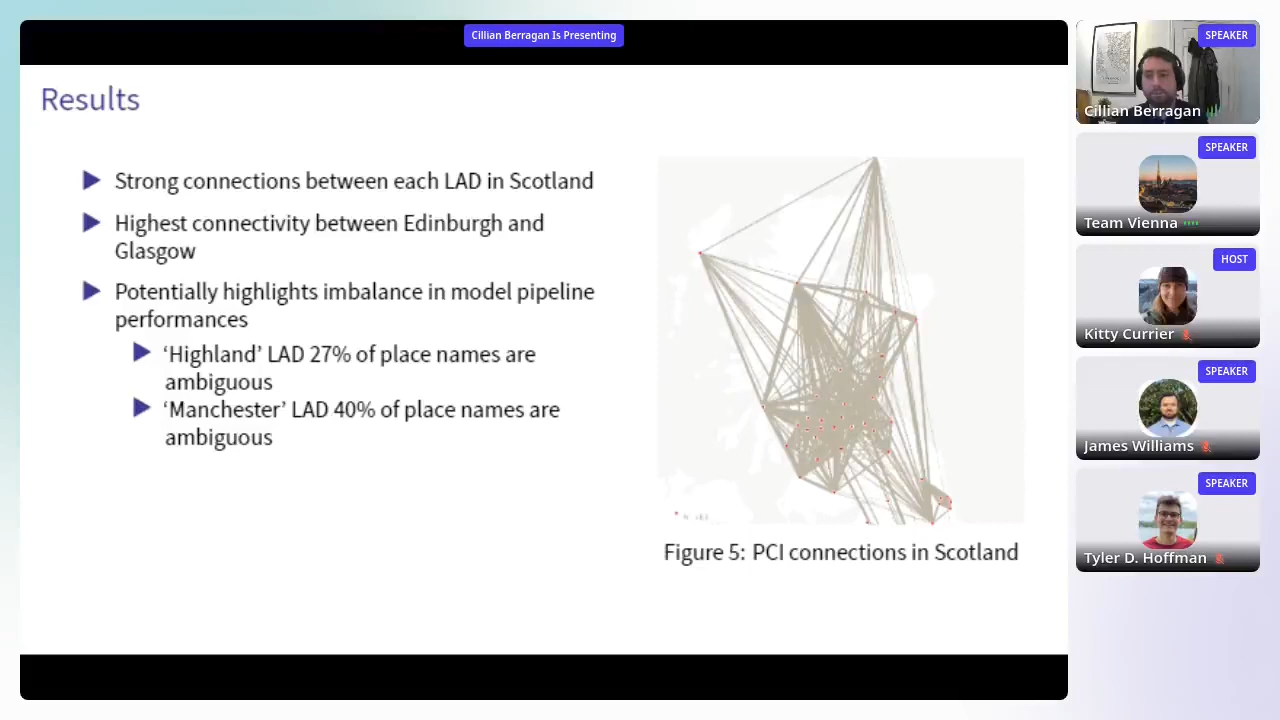 Cillian Berragan Is Presenting
Results
Strong connections between each LAD in Scotland
Highest connectivity between Edinburgh and
Glasgow
Potentially highlights imbalance in model pipeline
performances
‘Highland’ LAD 27% of place names are
ambiguous
‘Manchester’ LAD 40% of place names are
ambiguous
Figure 5: PCI connections in Scotland
SPEAKER
Cillian Berragan
SPEAKER
Team Vienna
HOST
Kitty Currier
SPEAKER
James Williams
SPEAKER
Tyler D. Hoffman